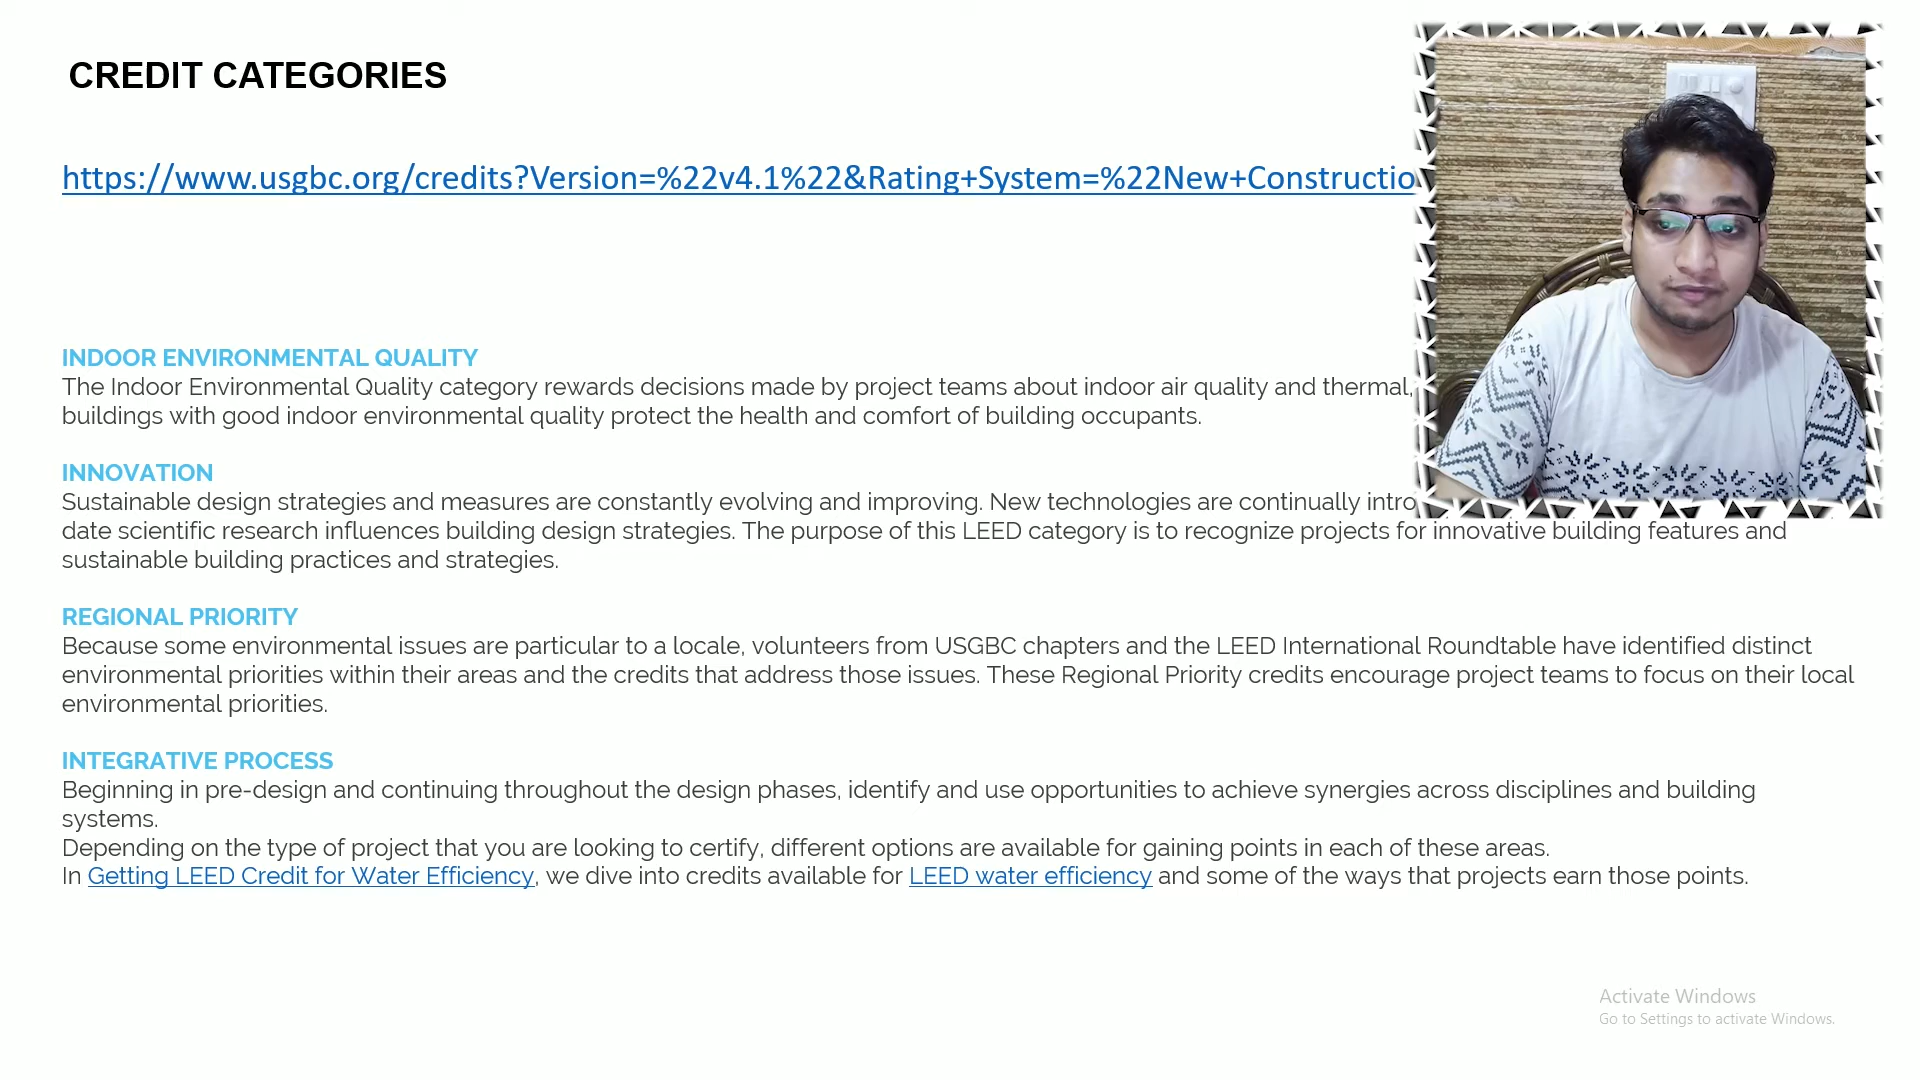 CREDIT CATEGORIES
https://www.usgbc.org/credits?Version=%22v4.1%22&Rating+System=%22New+Constructio
INDOOR ENVIRONMENTAL QUALITY
The Indoor Environmental Quality category rewards decisions made by project teams about indoor air quality and thermal,
buildings with good indoor environmental quality protect the health and comfort of building occupants.
INNOVATION
Sustainable design strategies and measures are constantly evolving and improving. New technologies are continually intro
date scientific research influences building design strategies. The purpose of this LEED category is to recognize projects for innovative building features and
sustainable building practices and strategies.
REGIONAL PRIORITY
Because some environmental issues are particular to a locale, volunteers from USGBC chapters and the LEED International Roundtable have identified distinct
environmental priorities within their areas and the credits that address those issues. These Regional Priority credits encourage project teams to focus on their local
environmental priorities.
INTEGRATIVE PROCESS
Beginning in pre-design and continuing throughout the design phases, identify and use opportunities to achieve synergies across disciplines and building
systems.
Depending on the type of project that you are looking to certify, different options are available for gaining points in each of these areas.
In Getting LEED Credit for Water Efficiency, we dive into credits available for LEED water efficiency and some of the ways that projects earn those points.
Activate Windows
Go to Settings to activate Windows.